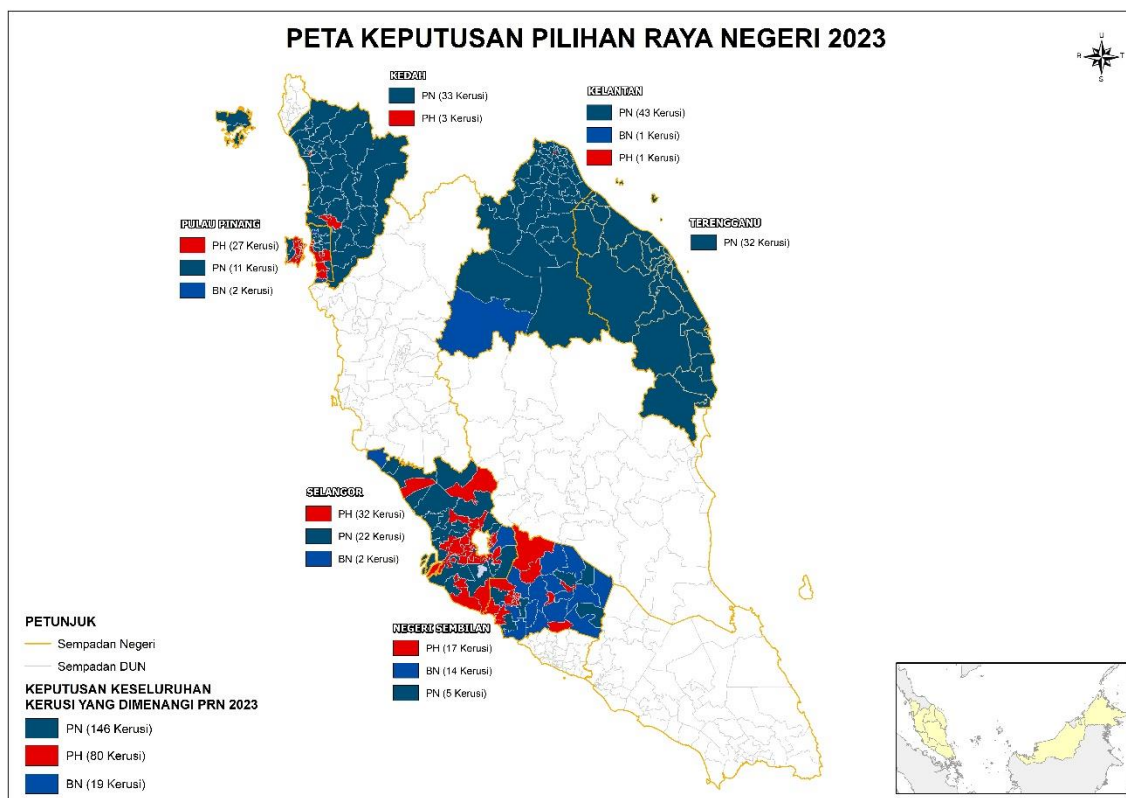 PETA KEPUTUSAN PILIHAN RAYA NEGERI 2023
U
R T
S
KEDAH
PN (33 Kerusi)
PH (3 Kerusi)
KELANTAN
PN (43 Kerusi)
BN (1 Kerusi)
PH (1 Kerusi)
TERENGGANU
PN (32 Kerusi)
PULAU PINANG
PH (27 Kerusi)
PN (11 Kerusi)
BN (2 Kerusi)
SELANGOR
PH (32 Kerusi)
PN (22 Kerusi)
BN (2 Kerusi)
NEGERI SEMBILAN
PH (17 Kerusi)
BN (14 Kerusi)
PN (5 Kerusi)
PETUNJUK
Sempadan Negeri
Sempadan DUN
KEPUTUSAN KESELURUHAN
KERUSI YANG DIMENANGI PRN 2023
PN (146 Kerusi)
PH (80 Kerusi)
BN (19 Kerusi)